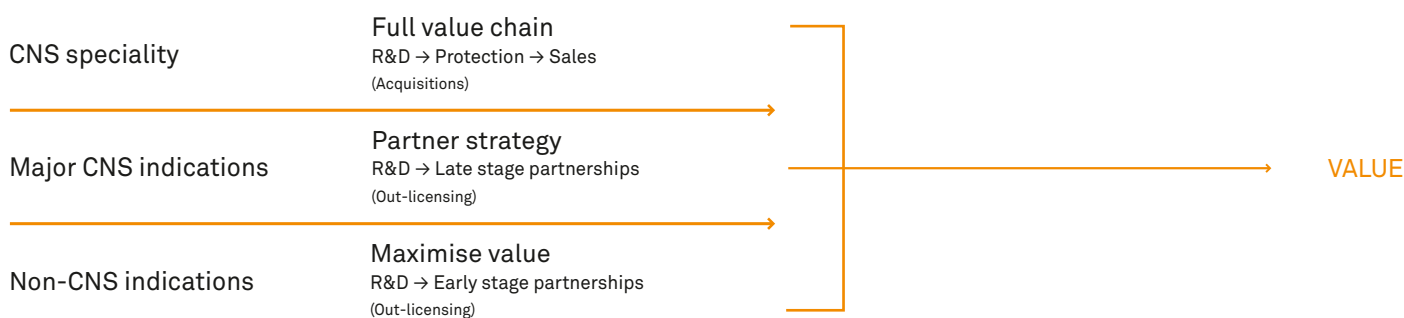 CNS speciality
Full value chain
R&D → Protection → Sales
(Acquisitions)
Major CNS indications
Partner strategy
R&D → Late stage partnerships
(Out-licensing)
VALUE
Non-CNS indications
Maximise value
R&D → Early stage partnerships
(Out-licensing)